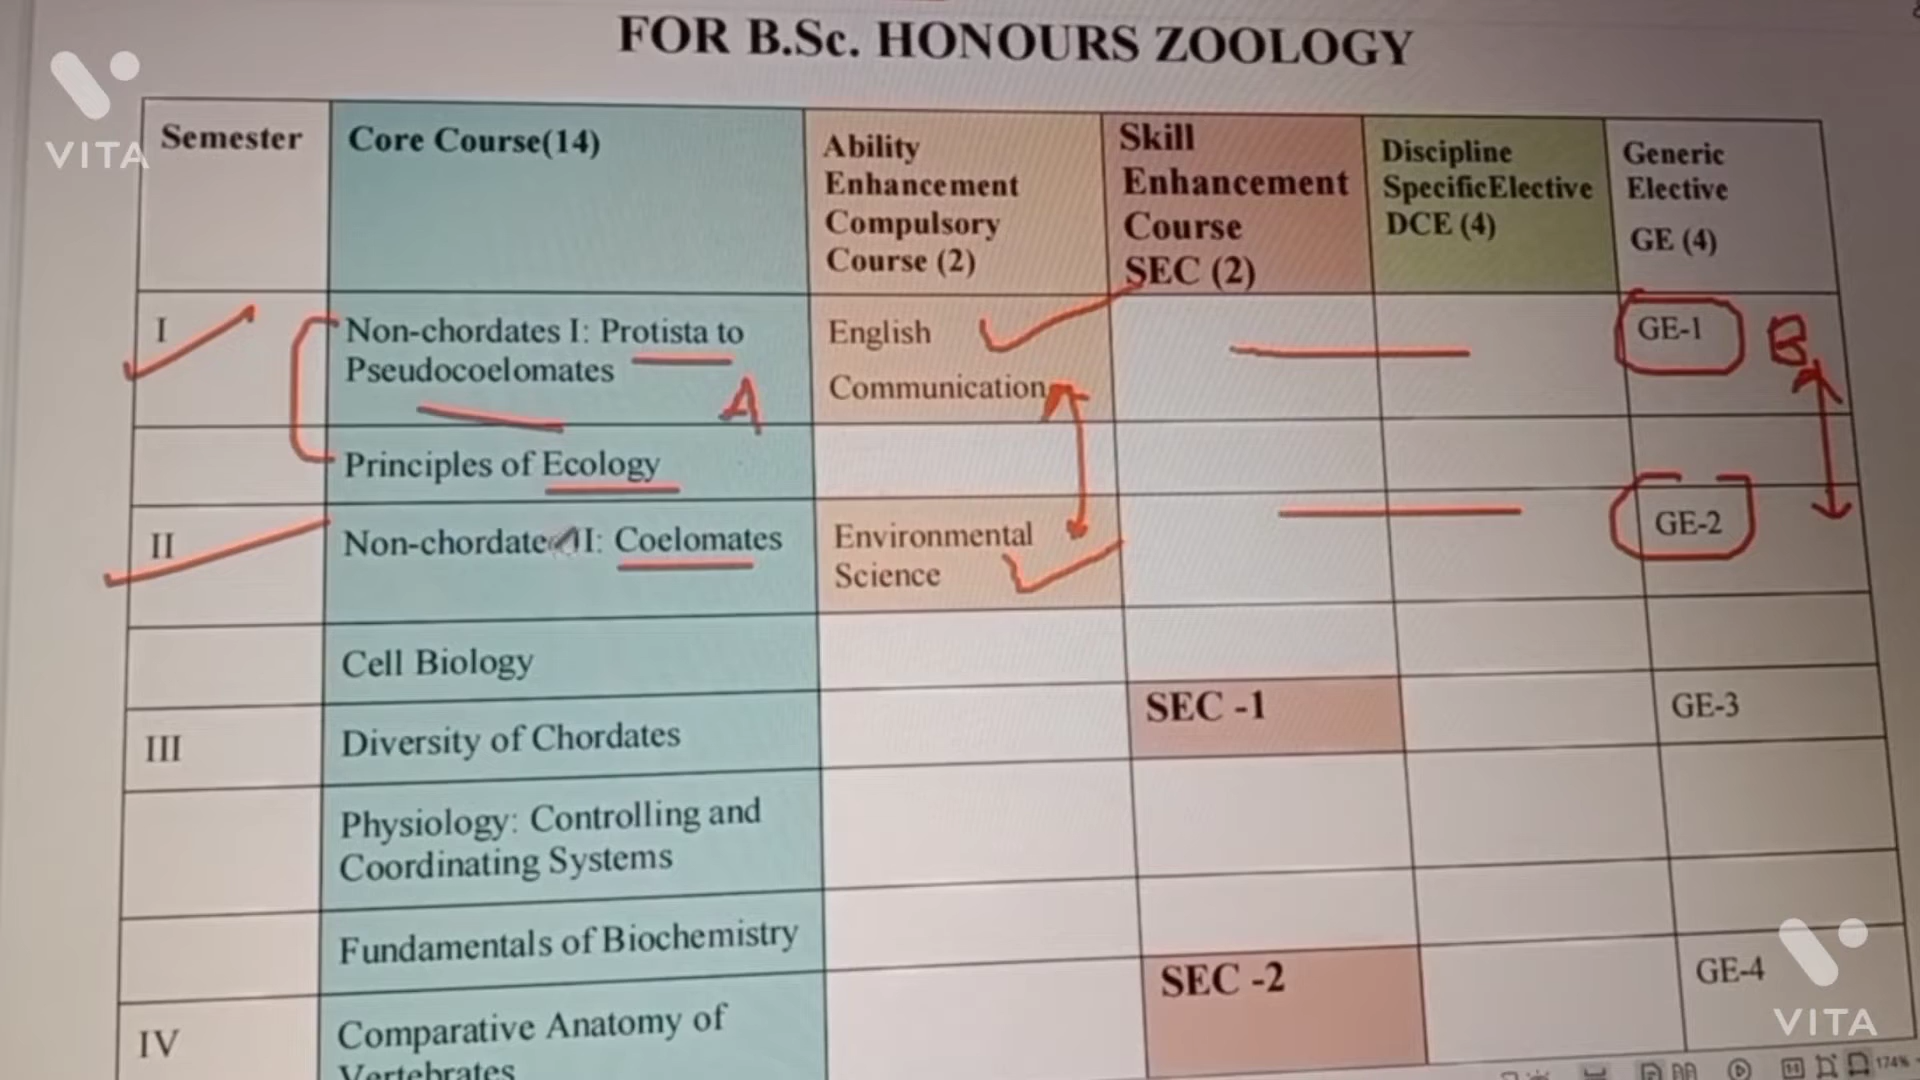 FOR B.Sc. HONOURS ZOOLOGY
VITA
Semester
Core Course(14)
Ability
Enhancement
Compulsory
Course (2)
Skill
Enhancement
Course
SEC (2)
Discipline
SpecificElective
DCE (4)
Generic
Elective
GE (4)
I
Non-chordates I: Protista to
Pseudocoelomates
A
English
Communication
GE-1
B
Principles of Ecology
II
Non-chordate I: Coelomates
Environmental
Science
GE-2
Cell Biology
III
Diversity of Chordates
SEC -1
GE-3
Physiology: Controlling and
Coordinating Systems
Fundamentals of Biochemistry
SEC -2
GE-4
IV
Comparative Anatomy of
Vertebrates
VITA
174%